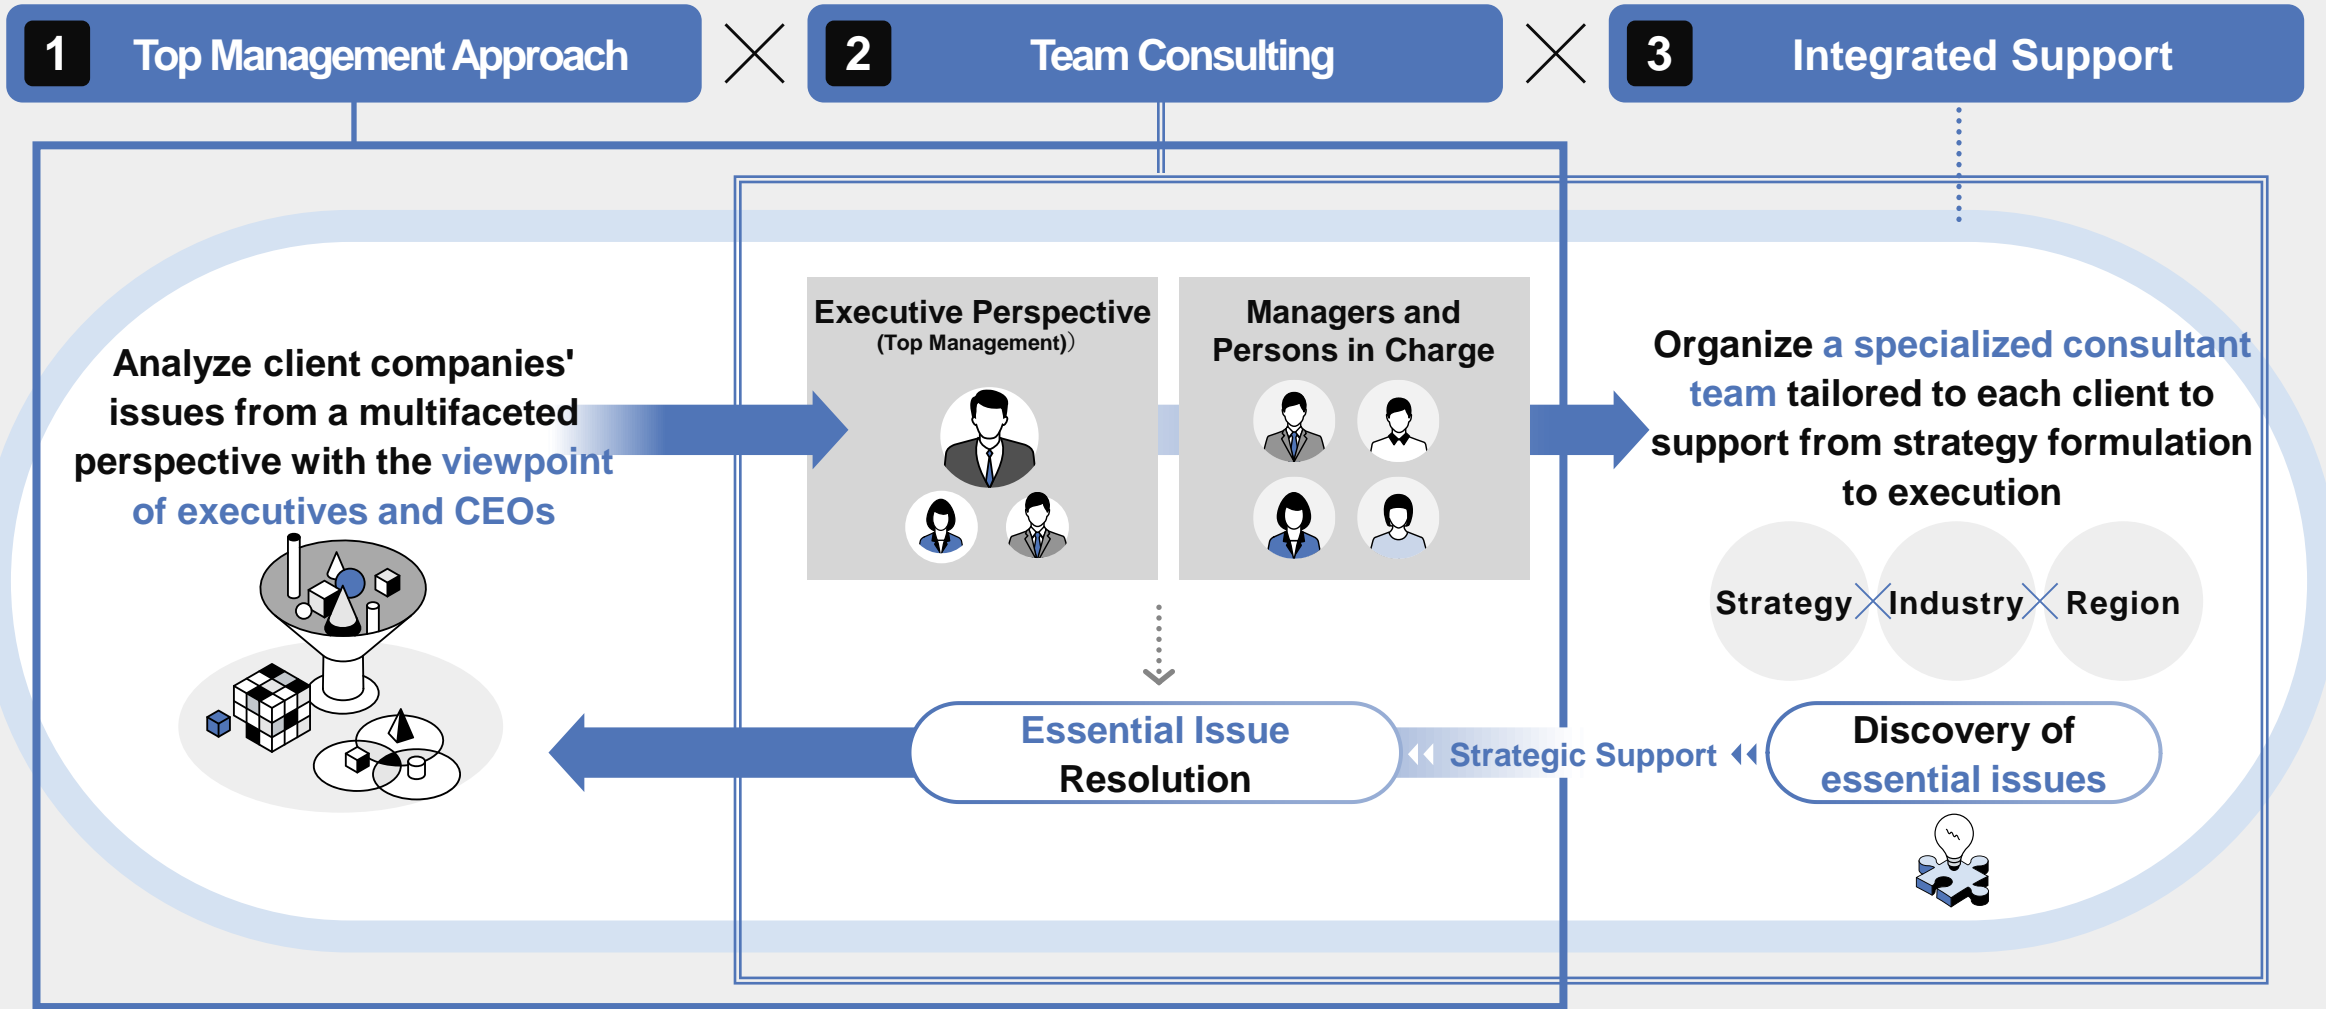 1 Top Management Approach
2 Team Consulting
3 Integrated Support
Analyze client companies'
issues from a multifaceted
perspective with the viewpoint
of executives and CEOs
Executive Perspective
(Top Management)）
Managers and
Persons in Charge
Organize a specialized consultant
team tailored to each client to
support from strategy formulation
to execution
Strategy Industry Region
Essential Issue
Resolution
Strategic Support
Discovery of
essential issues